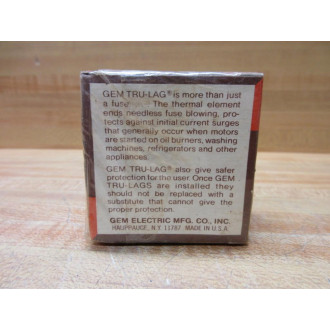 GEM TRU-LAG® is more than just
a fuse The thermal element
ends needless fuse blowing, pro-
tects against initial current surges
that generally occur when motors
are started on oil burners, washing
machines, refrigerators and other
appliances.
GEM TRU-LAG® also give safer
protection for the user. Once GEM
TRU-LAGS are installed they
should not be replaced with a
substitute that cannot give the
proper protection.
GEM ELECTRIC MFG. CO., INC.
HAUPPAUGE, N.Y. 11787 MADE IN U.S.A.